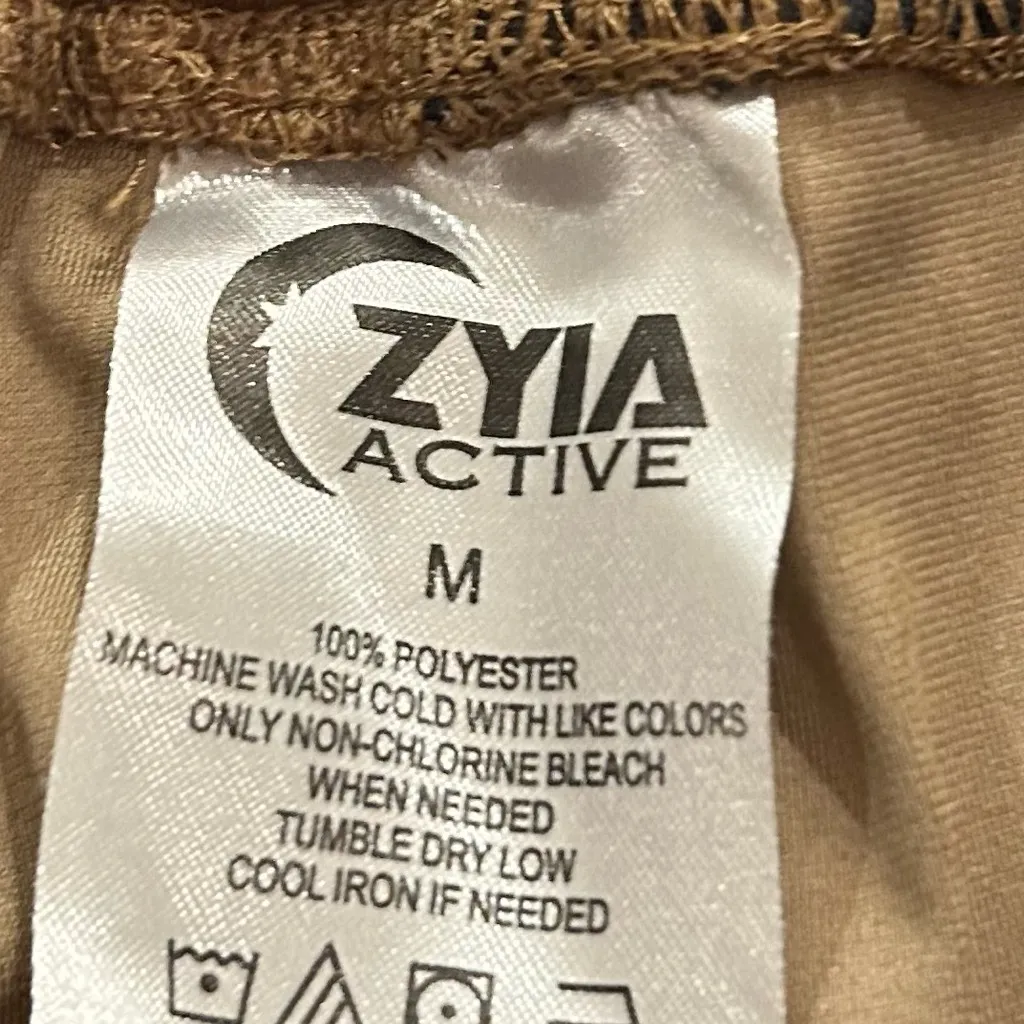 ZYIA
ACTIVE
M
100% POLYESTER
MACHINE WASH COLD WITH LIKE COLORS
ONLY NON-CHLORINE BLEACH
WHEN NEEDED
TUMBLE DRY LOW
COOL IRON IF NEEDED